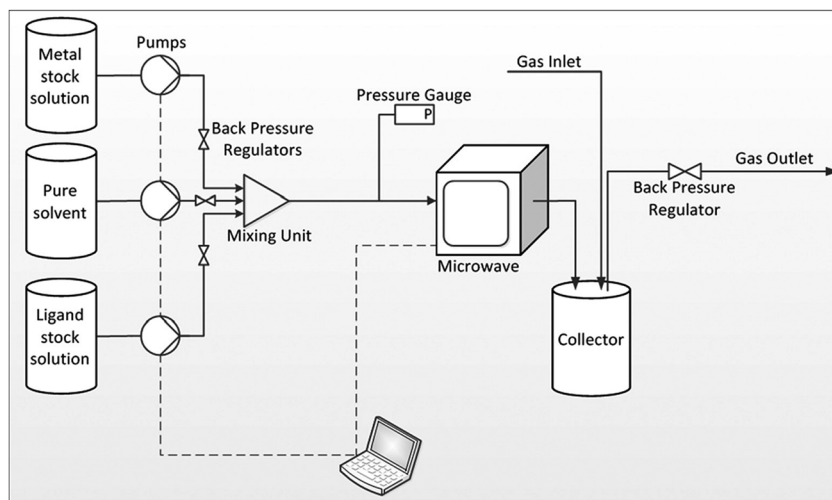 Metal
stock
solution
Pumps
Back Pressure
Regulators
Pure
solvent
Mixing Unit
Ligand
stock
solution
Pressure Gauge
P
Microwave
Gas Inlet
Gas Outlet
Back Pressure
Regulator
Collector